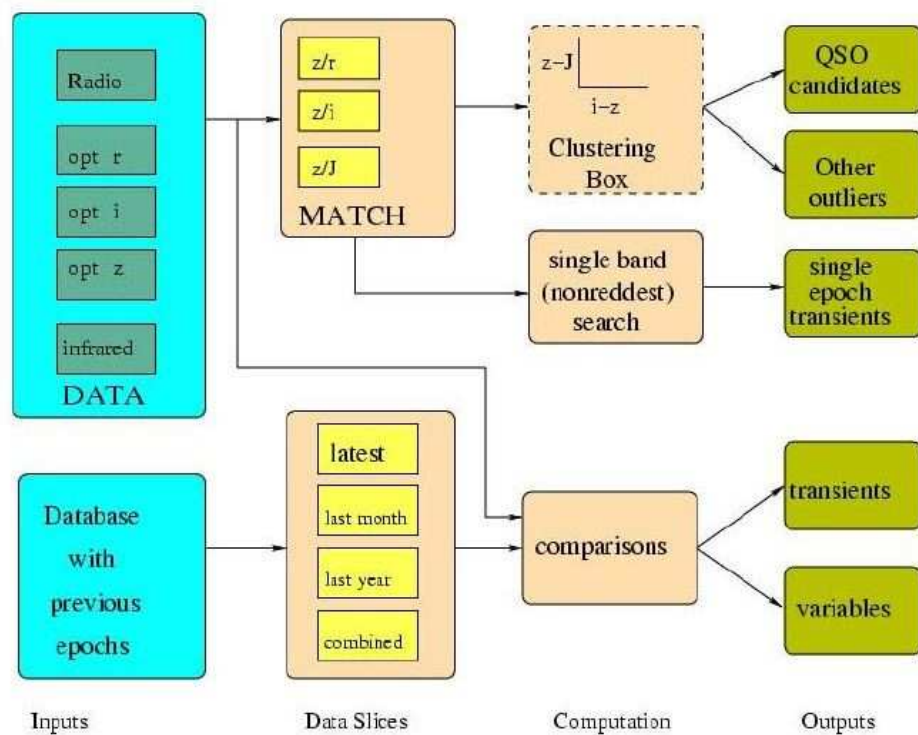 Radio
opt r
opt i
opt z
infrared
DATA
z/r
z/i
z/J
MATCH
z-J
i-z
Clustering
Box
QSO
candidates
Other
outliers
single band
(nonreddest)
search
single
epoch
transients
Database
with
previous
epochs
latest
last month
last year
combined
comparisons
transients
variables
Inputs
Data Slices
Computation
Outputs